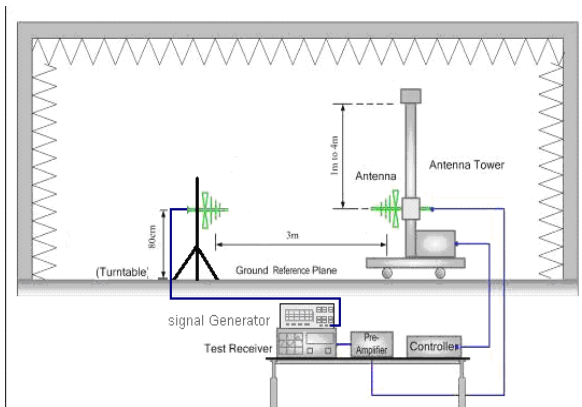 1m to 4m
Antenna Tower
Antenna
80cm
3m
(Turntable)
Ground Reference Plane
signal Generator
Test Receiver
Pre-
Amplifier
Controller